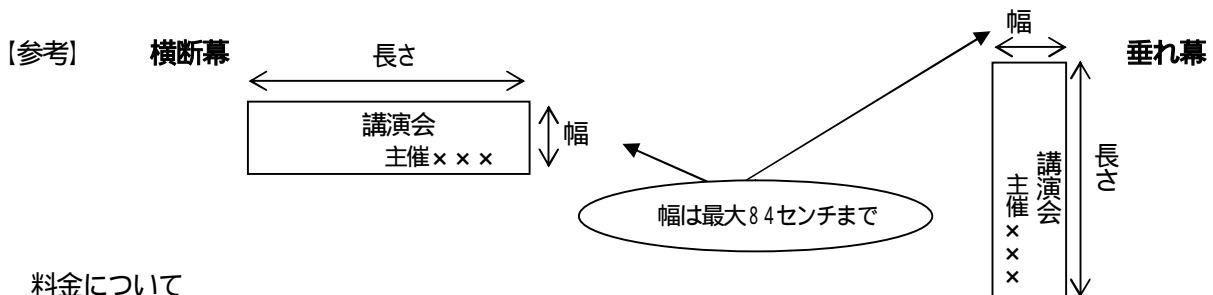 【参考】 横断幕
長さ
講演会
主催×××
幅
幅は最大84センチまで
幅
垂れ幕
長さ
講演会
主催×××
料金について